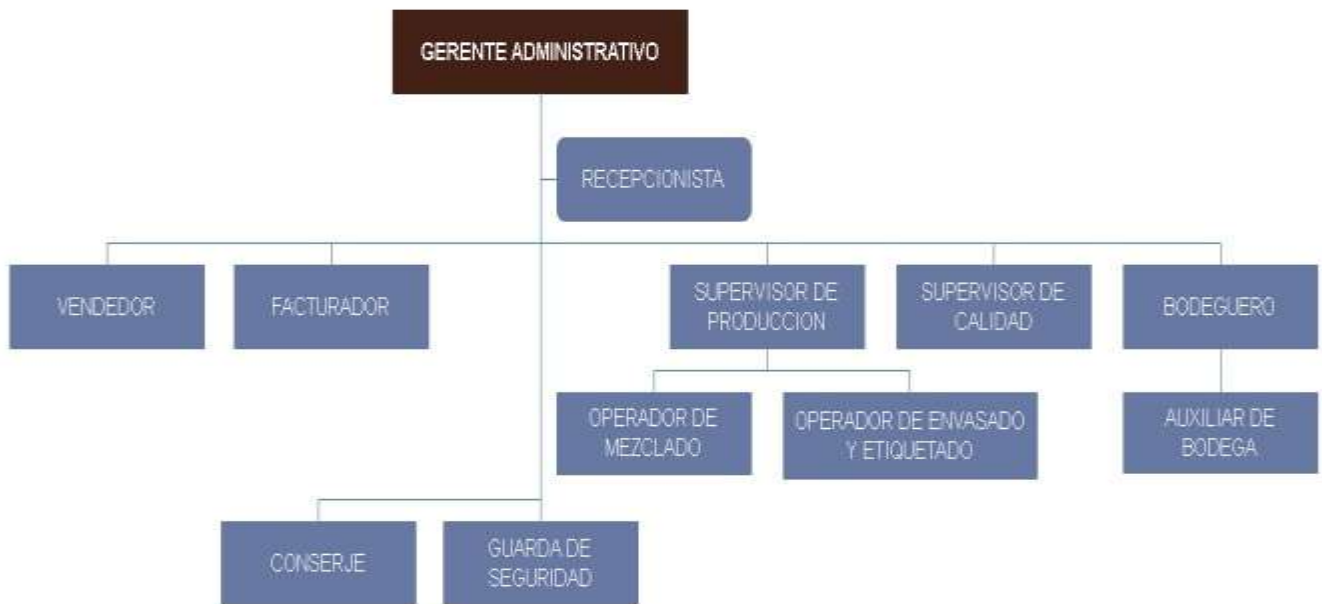 GERENTE ADMINISTRATIVO
RECEPCIONISTA
VENDEDOR
FACTURADOR
SUPERVISOR DE
PRODUCCION
SUPERVISOR DE
CALIDAD
BODEGUERO
OPERADOR DE
MEZCLADO
OPERADOR DE ENVASADO
Y ETIQUETADO
AUXILIAR DE
BODEGA
CONSERJE
GUARDA DE
SEGURIDAD